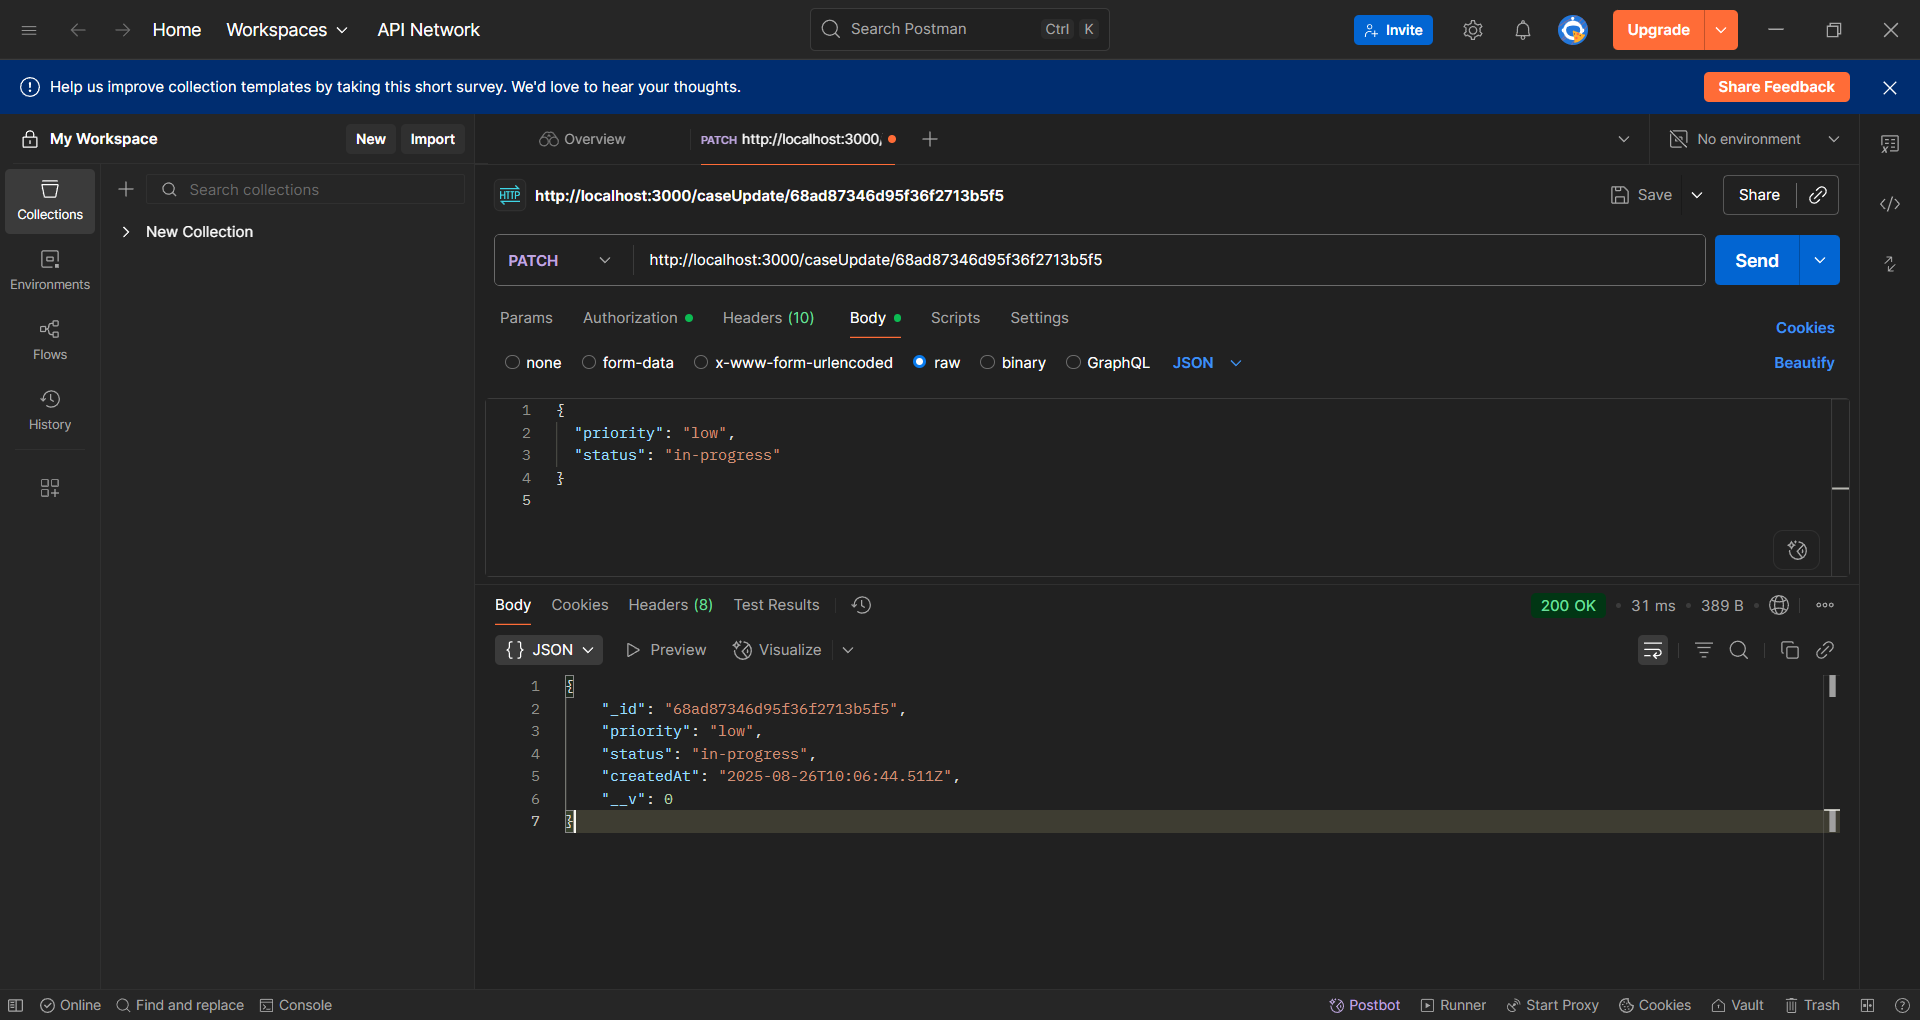 Home Workspaces API Network Search Postman Ctrl K Invite Upgrade
Help us improve collection templates by taking this short survey. We'd love to hear your thoughts. Share Feedback
My Workspace New Import Overview PATCH http://localhost:3000, No environment
Search collections
http://localhost:3000/caseUpdate/68ad87346d95f36f2713b5f5 Save Share
Collections
New Collection
PATCH http://localhost:3000/caseUpdate/68ad87346d95f36f2713b5f5 Send
Environments
Params Authorization Headers (10) Body Scripts Settings Cookies
Flows
none form-data x-www-form-urlencoded raw binary GraphQL JSON Beautify
History
1 {
2 "priority": "low",
3 "status": "in-progress"
4 }
5
Body Cookies Headers (8) Test Results 200 OK 31 ms 389 B
{} JSON Preview Visualize
1 {
2 "_id": "68ad87346d95f36f2713b5f5",
3 "priority": "low",
4 "status": "in-progress",
5 "createdAt": "2025-08-26T10:06:44.511Z",
6 "__v": 0
7 }
Online Find and replace Console Postbot Runner Start Proxy Cookies Vault Trash